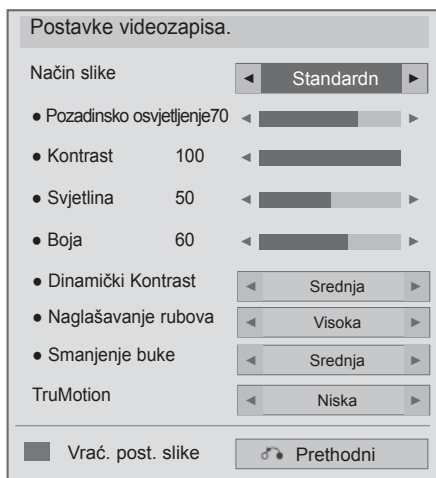 Postavke videozapisa.
Način slike ◄ Standardn ►
● Pozadinsko osvjetljenje70 ◄ ►
● Kontrast 100 ◄
● Svjetlina 50 ◄ ►
● Boja 60 ◄ ►
● Dinamički Kontrast ◄ Srednja ►
● Naglašavanje rubova ◄ Visoka ►
● Smanjenje buke ◄ Srednja ►
TruMotion ◄ Niska ►
Vrać. post. slike Prethodni